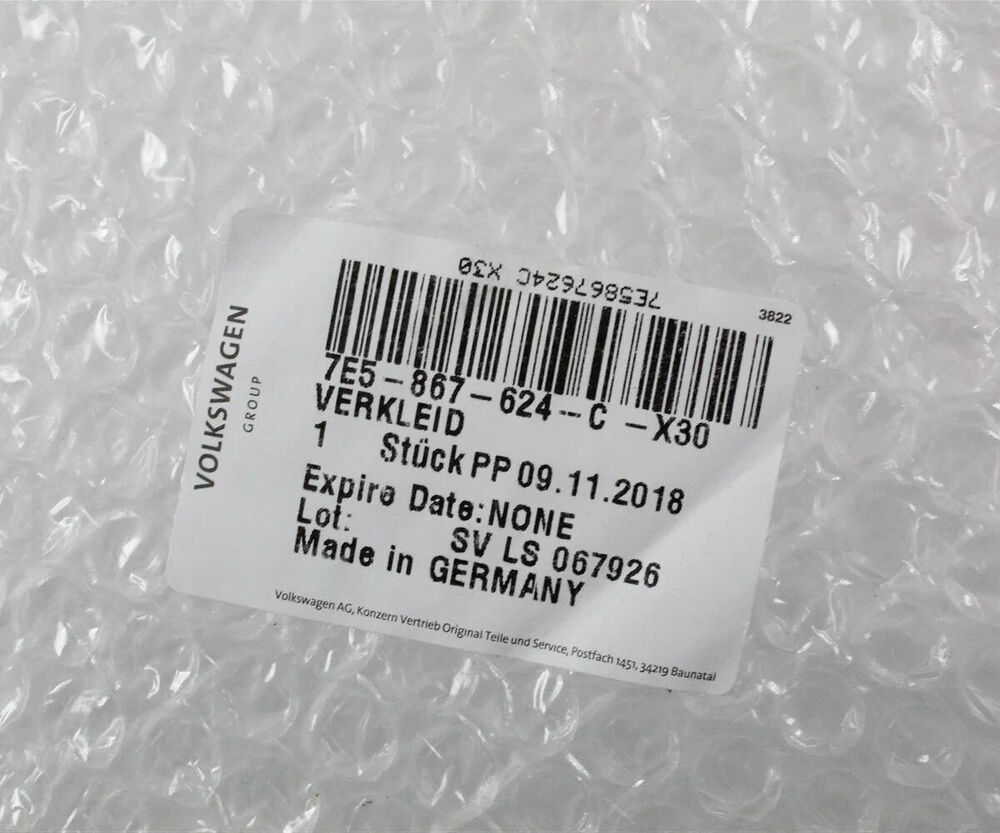 VOLKSWAGEN
GROUP
7E5867624C X30
3822
7E5-867-624-C -X30
VERKLEID
1 Stück PP 09.11.2018
Expire Date:NONE
Lot: SV LS 067926
Made in GERMANY
Volkswagen AG, Konzern Vertrieb Original Teile und Service, Postfach 1451, 34219 Baunatal